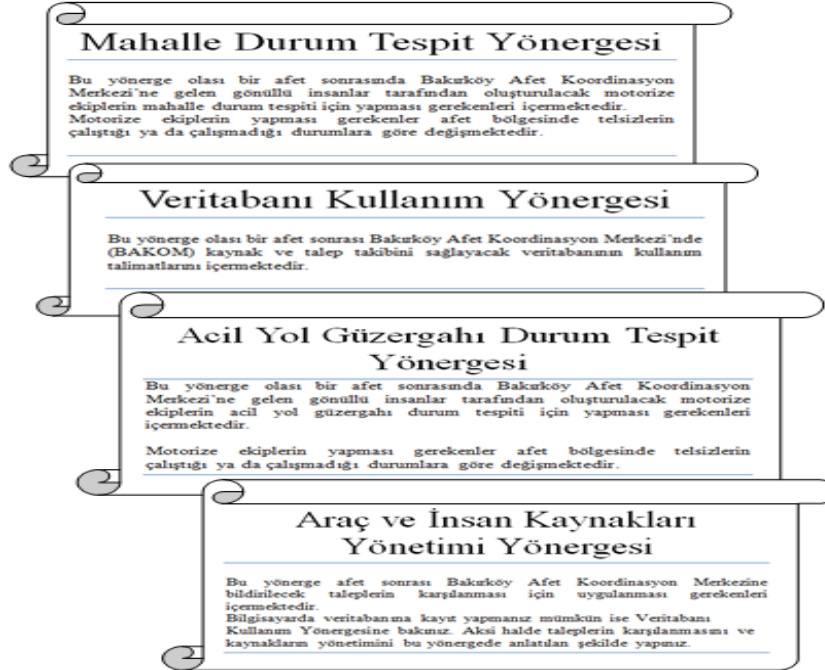 Mahalle Durum Tespit Yönergesi
Bu yönerge olası bir afet sonrasında Bakırköy Afet Koordinasyon
Merkezi'ne gelen gönüllü insanlar tarafından oluşturulacak motorize
ekiplerin mahalle durum tespiti için yapması gerekenleri içermektedir.
Motorize ekiplerin yapması gerekenler afet bölgesinde telsizlerin
çalıştığı ya da çalışmadığı durumlara göre değişmektedir.
Veritabanı Kullanım Yönergesi
Bu yönerge olası bir afet sonrası Bakırköy Afet Koordinasyon Merkezi'nde
(BAKOM) kaynak ve talep takibini sağlayacak veritabanının kullanım
talimatlarını içermektedir.
Acil Yol Güzergahı Durum Tespit
Yönergesi
Bu yönerge olası bir afet sonrasında Bakırköy Afet Koordinasyon
Merkezi'ne gelen gönüllü insanlar tarafından oluşturulacak motorize
ekiplerin acil yol güzergahı durum tespiti için yapması gerekenleri
içermektedir.
Motorize ekiplerin yapması gerekenler afet bölgesinde telsizlerin
çalıştığı ya da çalışmadığı durumlara göre değişmektedir.
Araç ve İnsan Kaynakları
Yönetimi Yönergesi
Bu yönerge afet sonrası Bakırköy Afet Koordinasyon Merkezine
bildirilecek taleplerin karşılanması için uygulanması gerekenleri
içermektedir.
Bilgisayarda veritabanına kayıt yapmanız mümkün ise Veritabanı
Kullanım Yönergesine bakınız. Aksi halde taleplerin karşılanmasını ve
kaynakların yönetimini bu yönergede anlatılan şekilde yapınız.